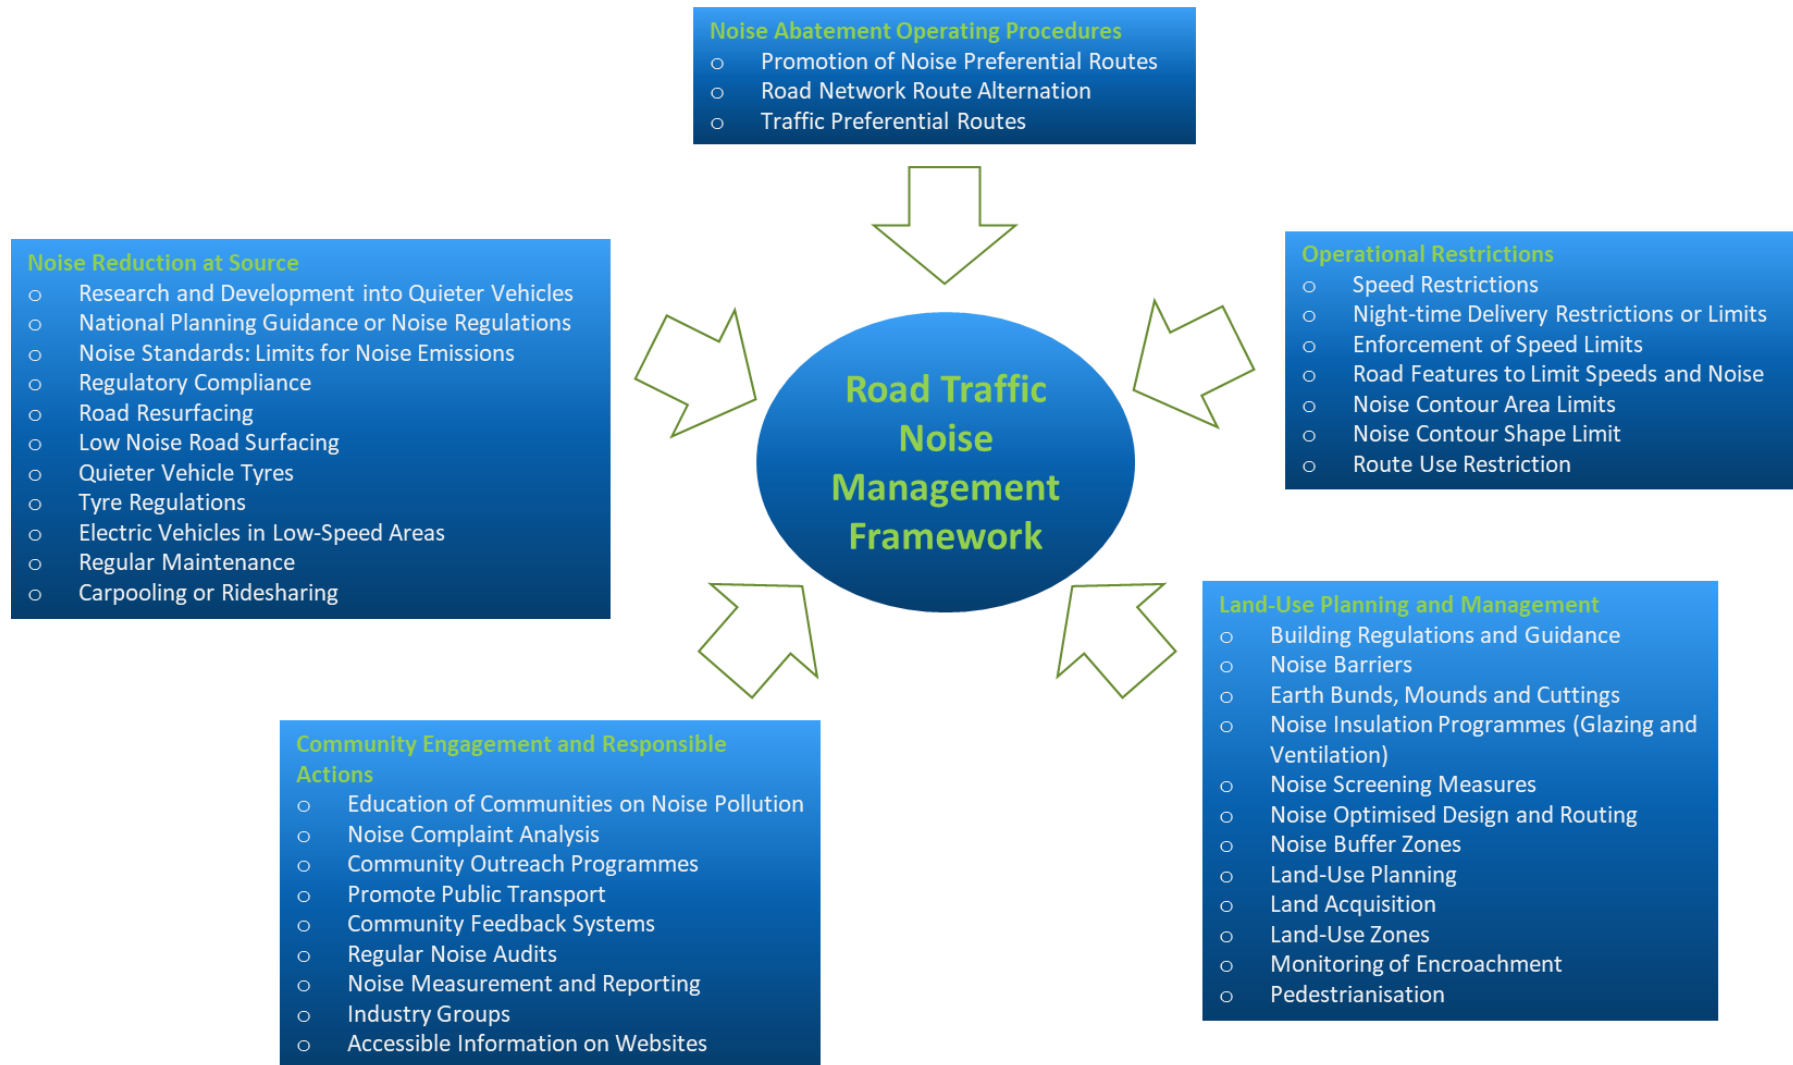 Noise Abatement Operating Procedures
o Promotion of Noise Preferential Routes
o Road Network Route Alternation
o Traffic Preferential Routes
Noise Reduction at Source
o Research and Development into Quieter Vehicles
o National Planning Guidance or Noise Regulations
o Noise Standards: Limits for Noise Emissions
o Regulatory Compliance
o Road Resurfacing
o Low Noise Road Surfacing
o Quieter Vehicle Tyres
o Tyre Regulations
o Electric Vehicles in Low-Speed Areas
o Regular Maintenance
o Carpooling or Ridesharing
Road Traffic
Noise
Management
Framework
Operational Restrictions
o Speed Restrictions
o Night-time Delivery Restrictions or Limits
o Enforcement of Speed Limits
o Road Features to Limit Speeds and Noise
o Noise Contour Area Limits
o Noise Contour Shape Limit
o Route Use Restriction
Community Engagement and Responsible
Actions
o Education of Communities on Noise Pollution
o Noise Complaint Analysis
o Community Outreach Programmes
o Promote Public Transport
o Community Feedback Systems
o Regular Noise Audits
o Noise Measurement and Reporting
o Industry Groups
o Accessible Information on Websites
Land-Use Planning and Management
o Building Regulations and Guidance
o Noise Barriers
o Earth Bunds, Mounds and Cuttings
o Noise Insulation Programmes (Glazing and
Ventilation)
o Noise Screening Measures
o Noise Optimised Design and Routing
o Noise Buffer Zones
o Land-Use Planning
o Land Acquisition
o Land-Use Zones
o Monitoring of Encroachment
o Pedestrianisation